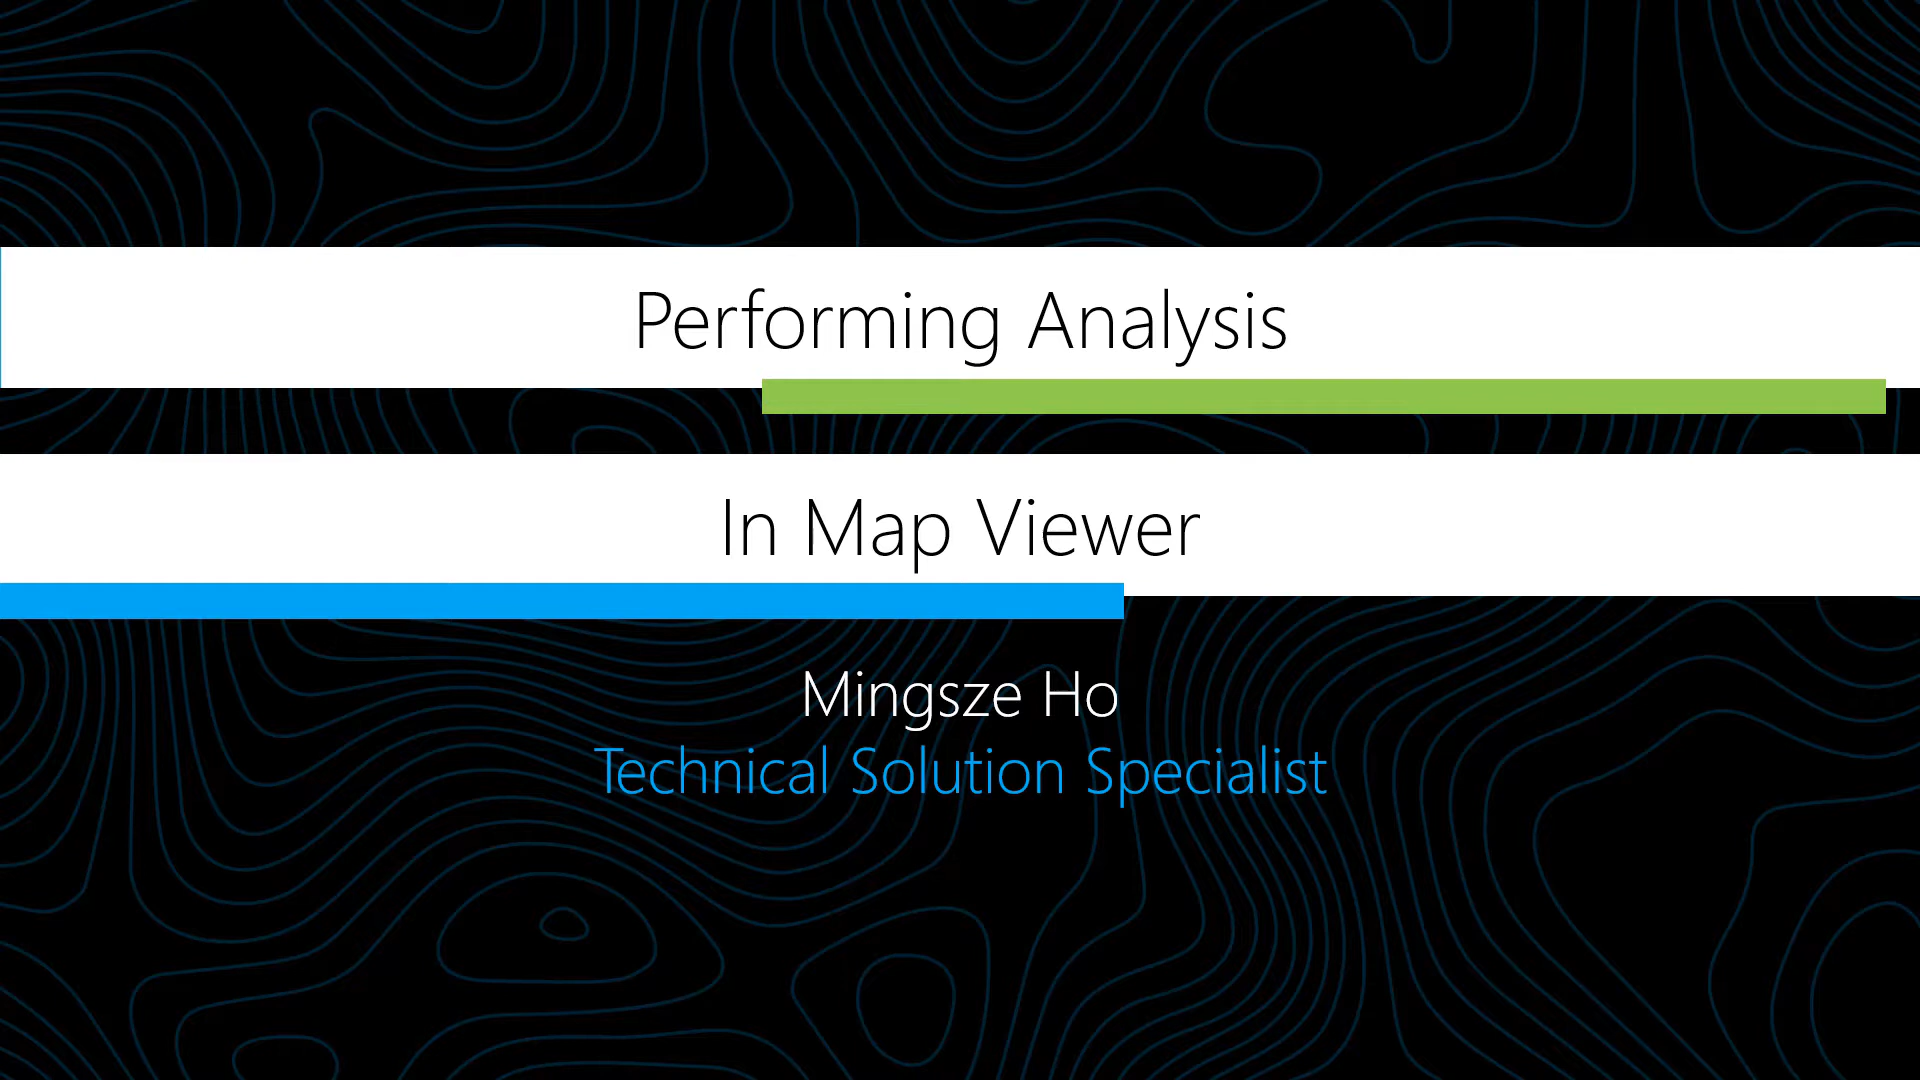 Performing Analysis
In Map Viewer
Mingsze Ho
Technical Solution Specialist